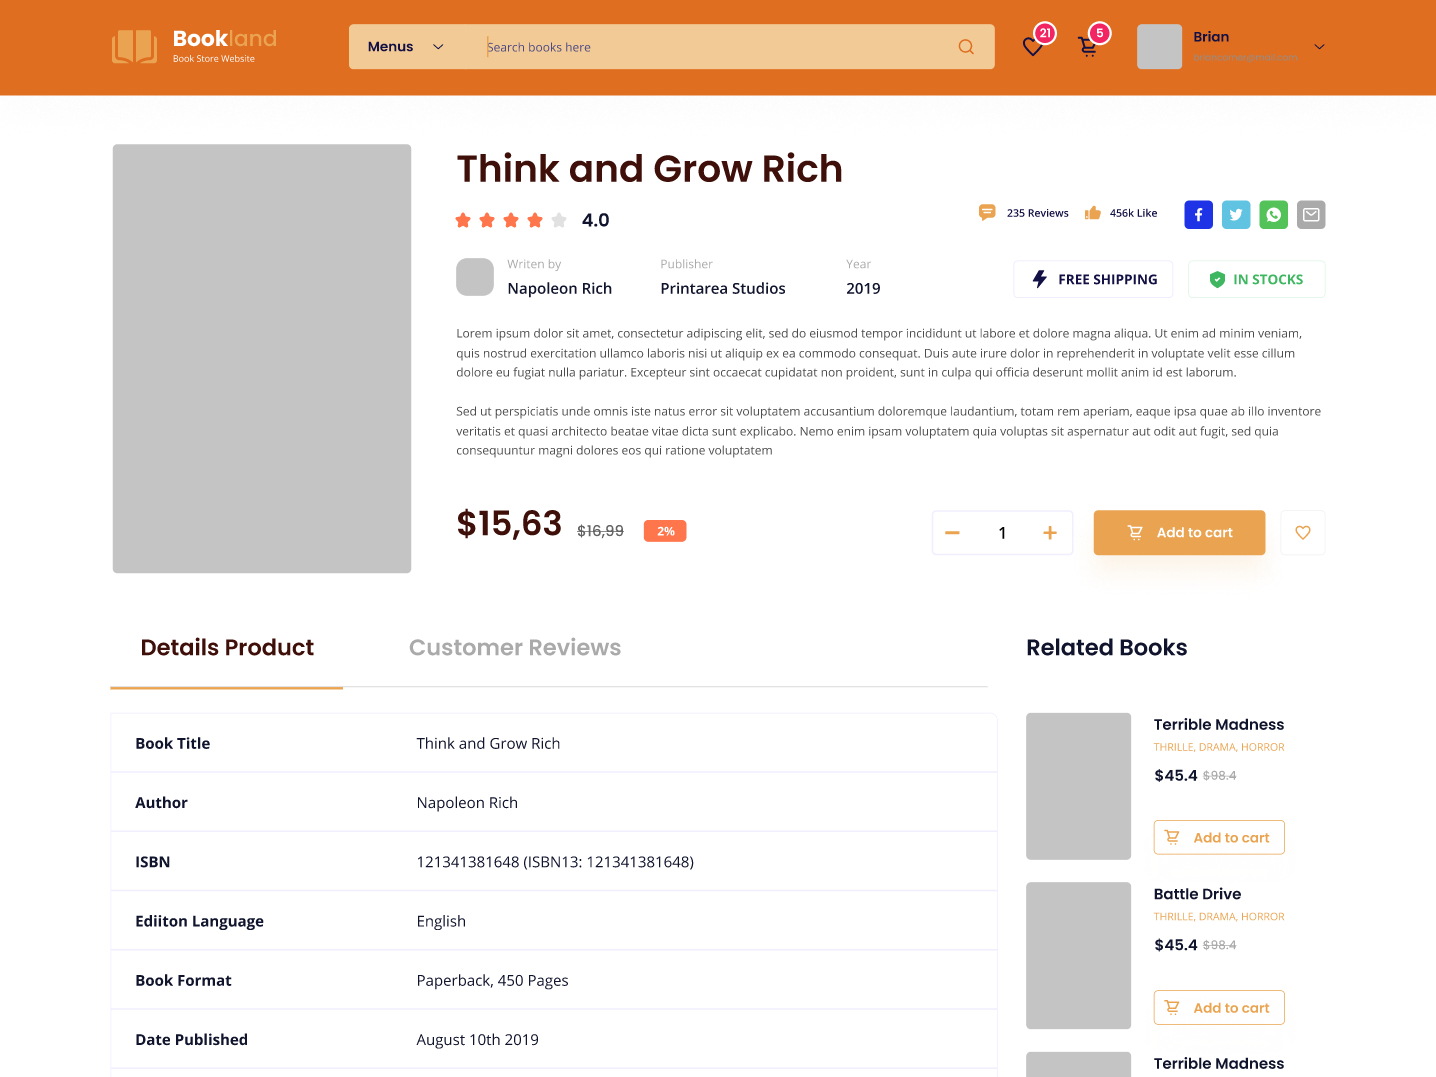 Bookland
Book Store Website
Menus
Search books here
21
5
Brian
Think and Grow Rich
4.0
235 Reviews
456k Like
Writen by
Napoleon Rich
Publisher
Printarea Studios
Year
2019
FREE SHIPPING
IN STOCKS
Lorem ipsum dolor sit amet, consectetur adipiscing elit, sed do eiusmod tempor incididunt ut labore et dolore magna aliqua. Ut enim ad minim veniam,
quis nostrud exercitation ullamco laboris nisi ut aliquip ex ea commodo consequat. Duis aute irure dolor in reprehenderit in voluptate velit esse cillum
dolore eu fugiat nulla pariatur. Excepteur sint occaecat cupidatat non proident, sunt in culpa qui officia deserunt mollit anim id est laborum.
Sed ut perspiciatis unde omnis iste natus error sit voluptatem accusantium doloremque laudantium, totam rem aperiam, eaque ipsa quae ab illo inventore
veritatis et quasi architecto beatae vitae dicta sunt explicabo. Nemo enim ipsam voluptatem quia voluptas sit aspernatur aut odit aut fugit, sed quia
consequuntur magni dolores eos qui ratione voluptatem
$15,63
$16,99
2%
1
Add to cart
Details Product
Customer Reviews
Book Title
Think and Grow Rich
Author
Napoleon Rich
ISBN
121341381648 (ISBN13: 121341381648)
Ediiton Language
English
Book Format
Paperback, 450 Pages
Date Published
August 10th 2019
Related Books
Terrible Madness
THRILLE, DRAMA, HORROR
$45.4 $98.4
Add to cart
Battle Drive
THRILLE, DRAMA, HORROR
$45.4 $98.4
Add to cart
Terrible Madness